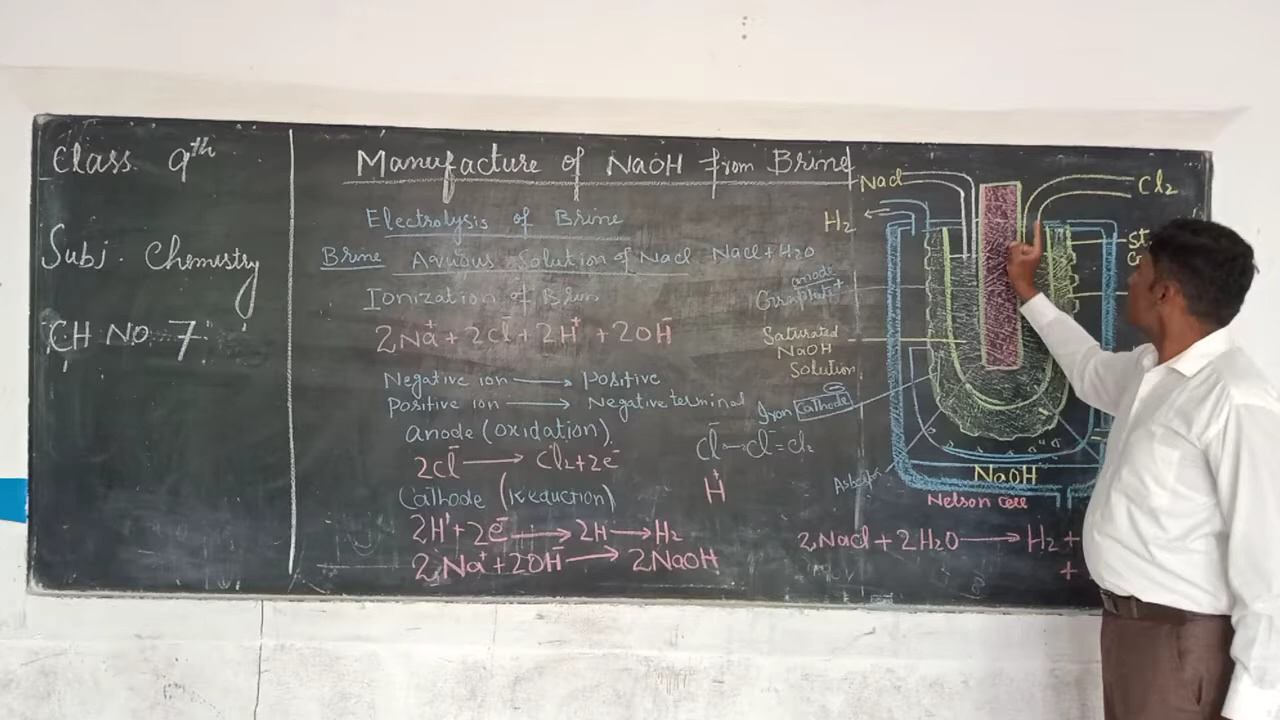 Class 9th
Subj. Chemistry
CH NO 7
Manufacture of NaOH from Brine
Electrolysis of Brine
Brine Aquous Solution of Nacl Nacl + H2O
Ionization of Brin
2Na+ + 2Cl- + 2H+ + 2OH-
Negative ion → Positive
Positive ion → Negative terminal
anode (Oxidation)
2Cl- → Cl2 + 2e-
Cl- — Cl- = Cl2
Cathode (Reduction)
H+
2H+ + 2e- → 2H → H2
2Na+ + 2OH- → 2NaOH
Nacl
Cl2
H2
st
anode +
Saturated
NaOH
Solution
Iron Cathode
NaOH
Nelson cell
2Nacl + 2H2O → H2 +
+